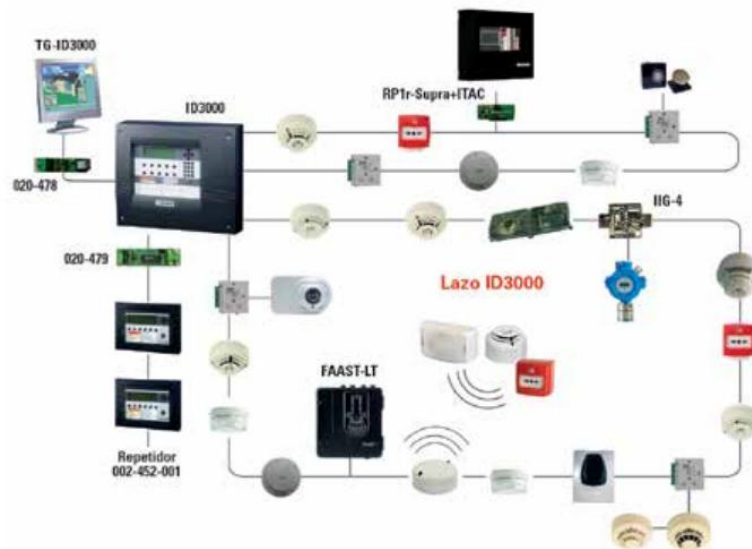 TG-ID3000
ID3000
RP1r-Supra+ITAC
020-478
IIG-4
020-479
Lazo ID3000
FAAST-LT
Repetidor
002-452-001